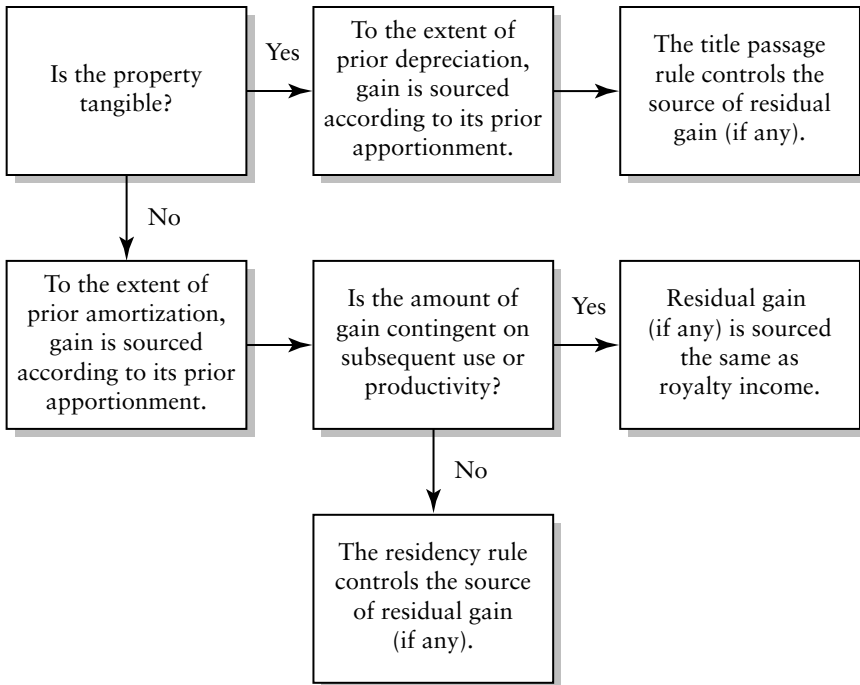 Is the property
tangible?
Yes
To the extent of
prior depreciation,
gain is sourced
according to its prior
apportionment.
The title passage
rule controls the
source of residual
gain (if any).
No
To the extent of
prior amortization,
gain is sourced
according to its prior
apportionment.
Is the amount of
gain contingent on
subsequent use or
productivity?
Yes
Residual gain
(if any) is sourced
the same as
royalty income.
No
The residency rule
controls the source
of residual gain
(if any).